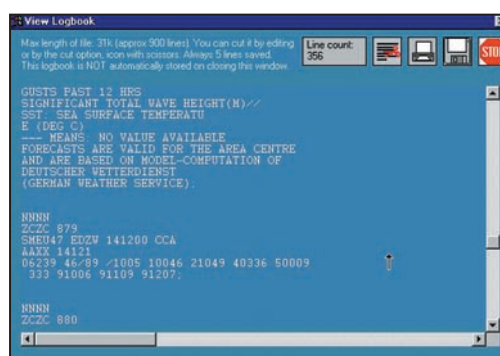 View Logbook
Max length of file: 31k (approx 900 lines) You can cut it by editing
or by the cut option, icon with scissors. Always 5 lines saved.
This logbook is NOT automatically stored on closing this window.
Line count:
356
EXIT
STO
GUSTS PAST 12 HRS
SIGNIFICANT TOTAL WAVE HEIGHT(M)//
SST: SEA SURFACE TEMPERATU
E (DEG C)
--- MEANS: NO VALUE AVAILABLE
FORECASTS ARE VALID FOR THE AREA CENTRE
AND ARE BASED ON MODEL-COMPUTATION OF
DEUTSCHER WETTERDIENST
(GERMAN WEATHER SERVICE);
NNNN
ZCZC 879
SMEU47 EDZW 141200 CCA
AAXX 14121
06239 46/89 /1005 10046 21049 40336 50009
333 91006 91109 91207;
NNNN
ZCZC 880